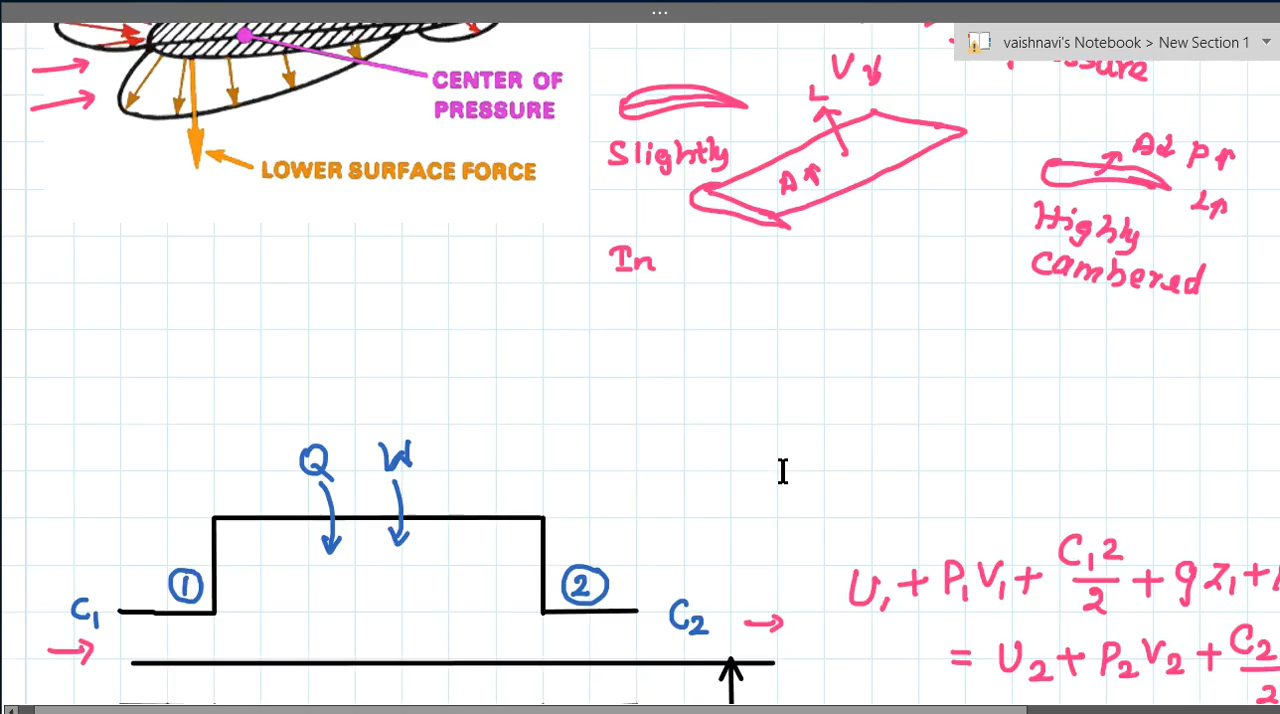 ...
vaishnavi's Notebook > New Section 1
CENTER OF
PRESSURE
LOWER SURFACE FORCE
V↓
L
A↑
Slightly
In
A↓ P↑
L↑
Highly
cambered
Q W
①
②
C₁ →
C₂ →
U₁ + P₁V₁ + C₁2/2 + gz₁ +
= U₂ + P₂V₂ + C₂/2